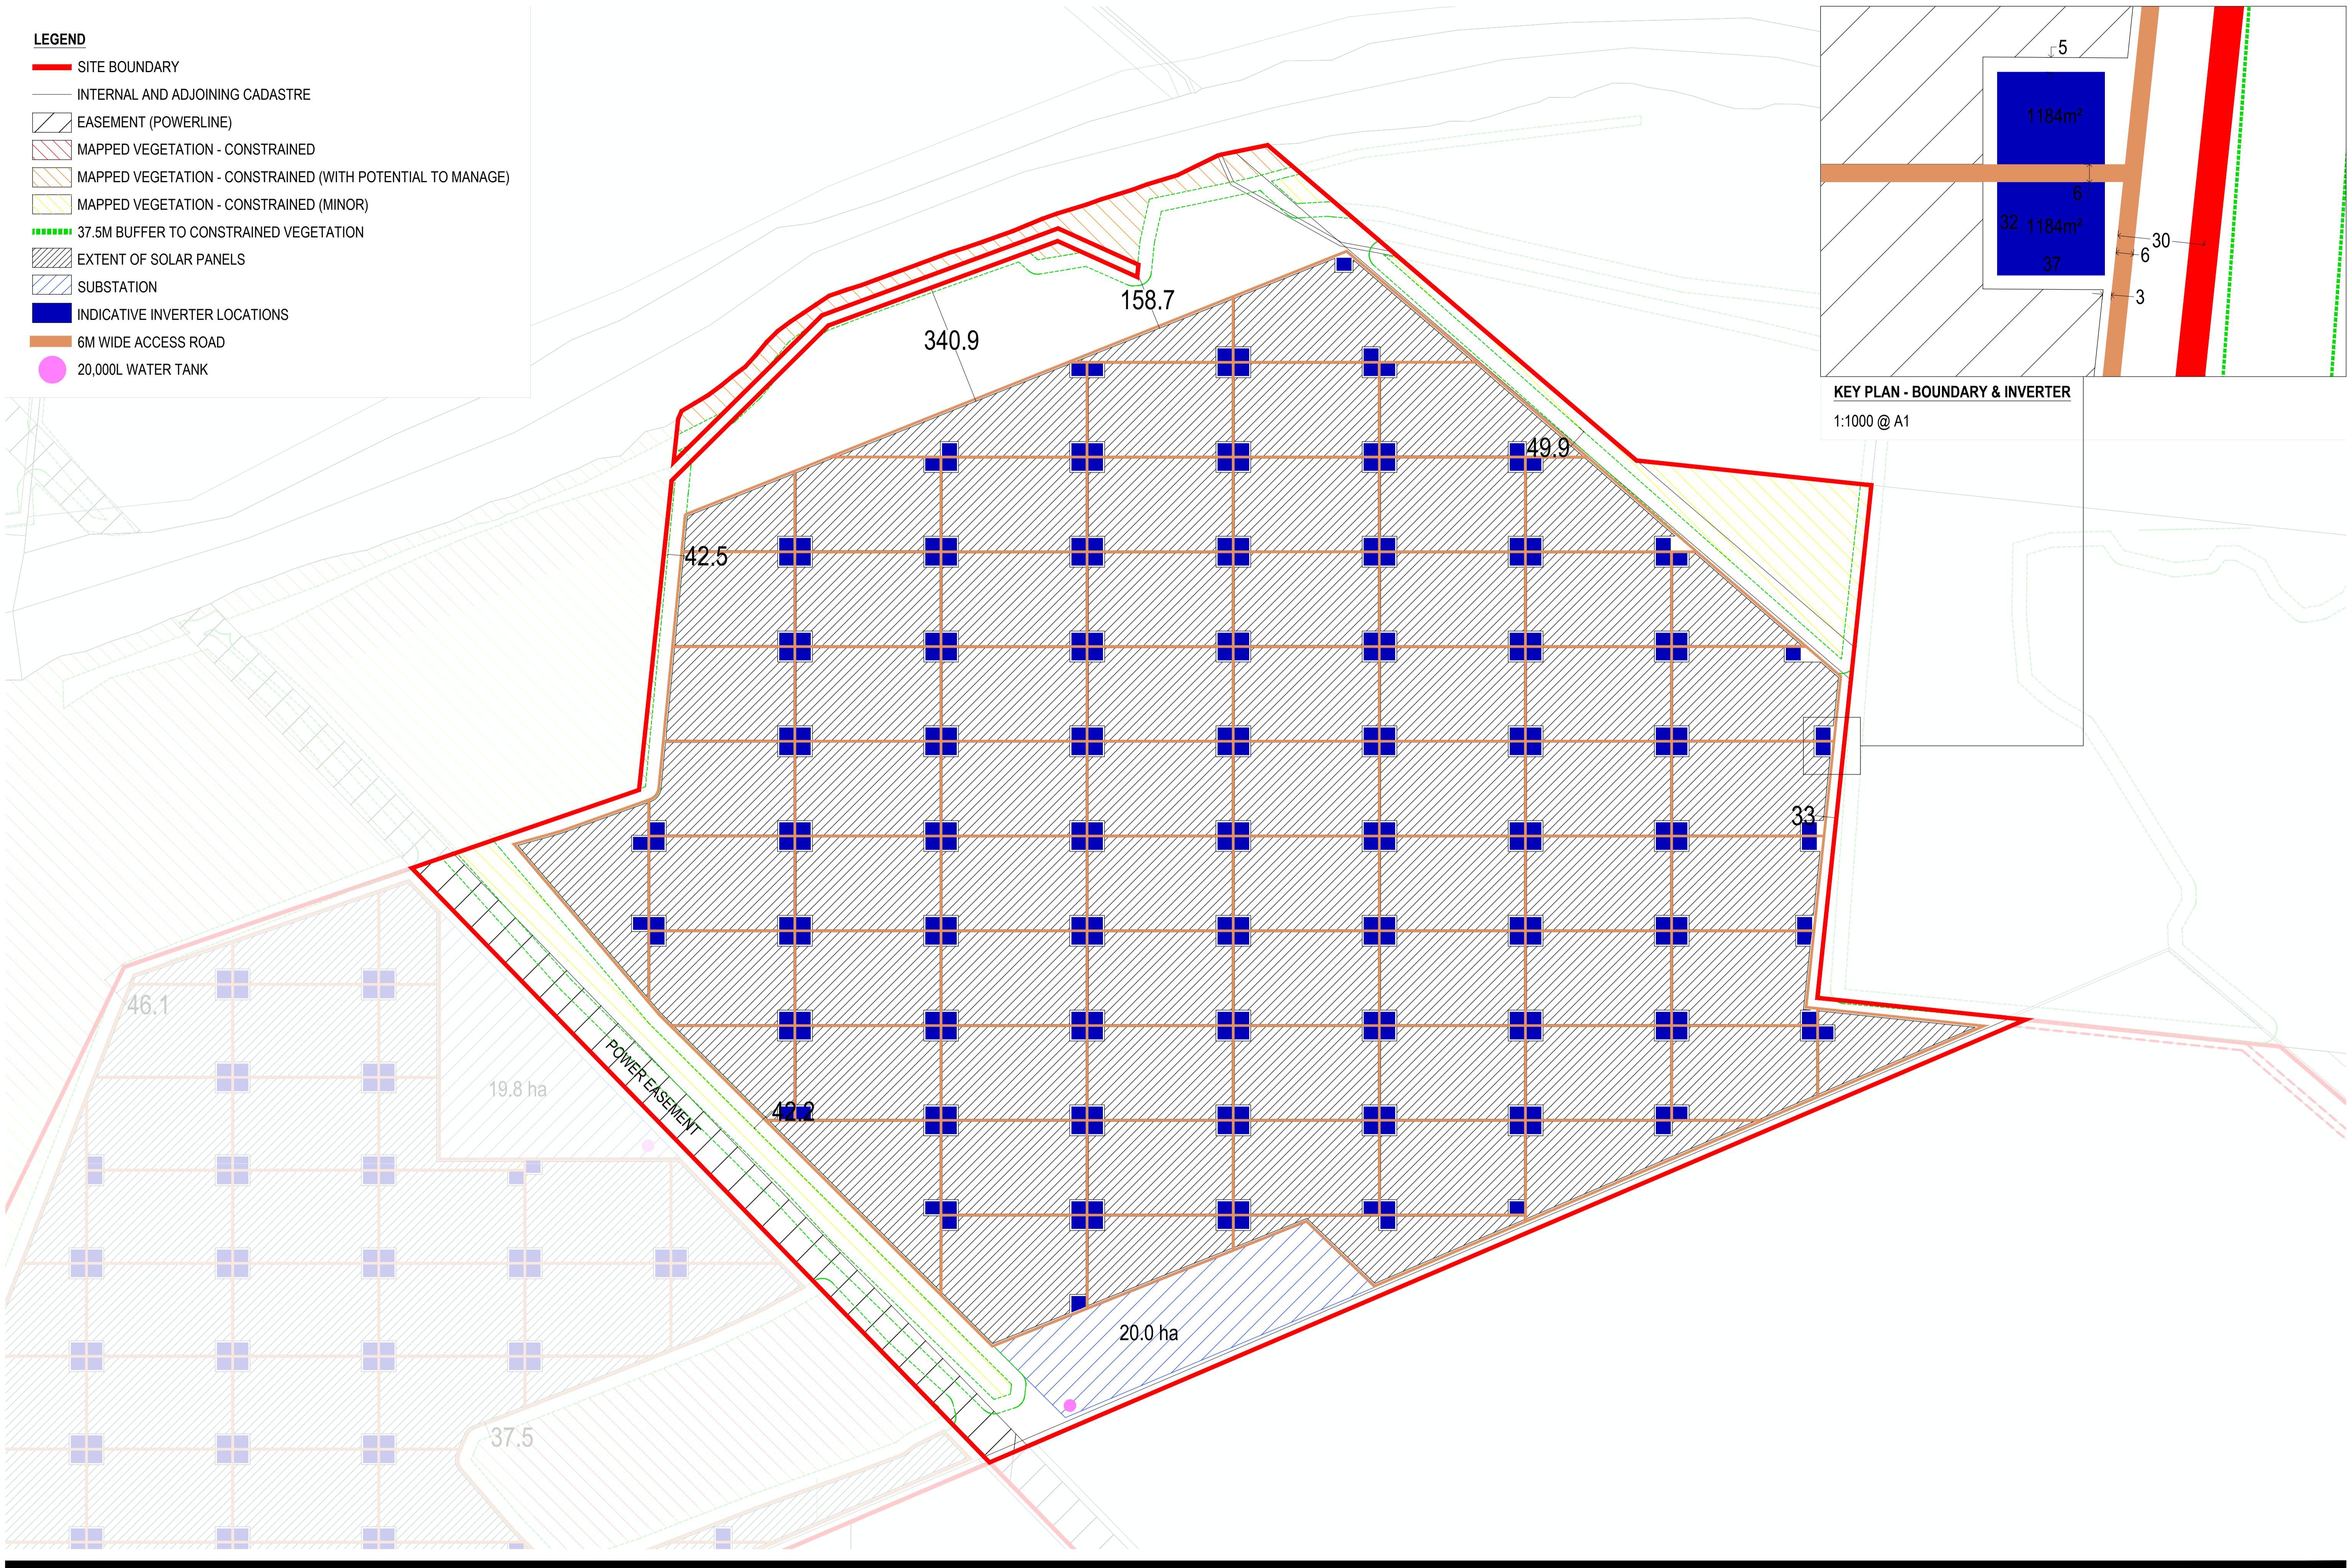 LEGEND
SITE BOUNDARY
INTERNAL AND ADJOINING CADASTRE
EASEMENT (POWERLINE)
MAPPED VEGETATION - CONSTRAINED
MAPPED VEGETATION - CONSTRAINED (WITH POTENTIAL TO MANAGE)
MAPPED VEGETATION - CONSTRAINED (MINOR)
37.5M BUFFER TO CONSTRAINED VEGETATION
EXTENT OF SOLAR PANELS
SUBSTATION
INDICATIVE INVERTER LOCATIONS
6M WIDE ACCESS ROAD
20,000L WATER TANK
5
1184m²
6
32
1184m²
30
6
37
3
KEY PLAN - BOUNDARY & INVERTER
1:1000 @ A1
158.7
340.9
49.9
42.5
33
46.1
19.8 ha
POWER EASEMENT
42.2
20.0 ha
37.5